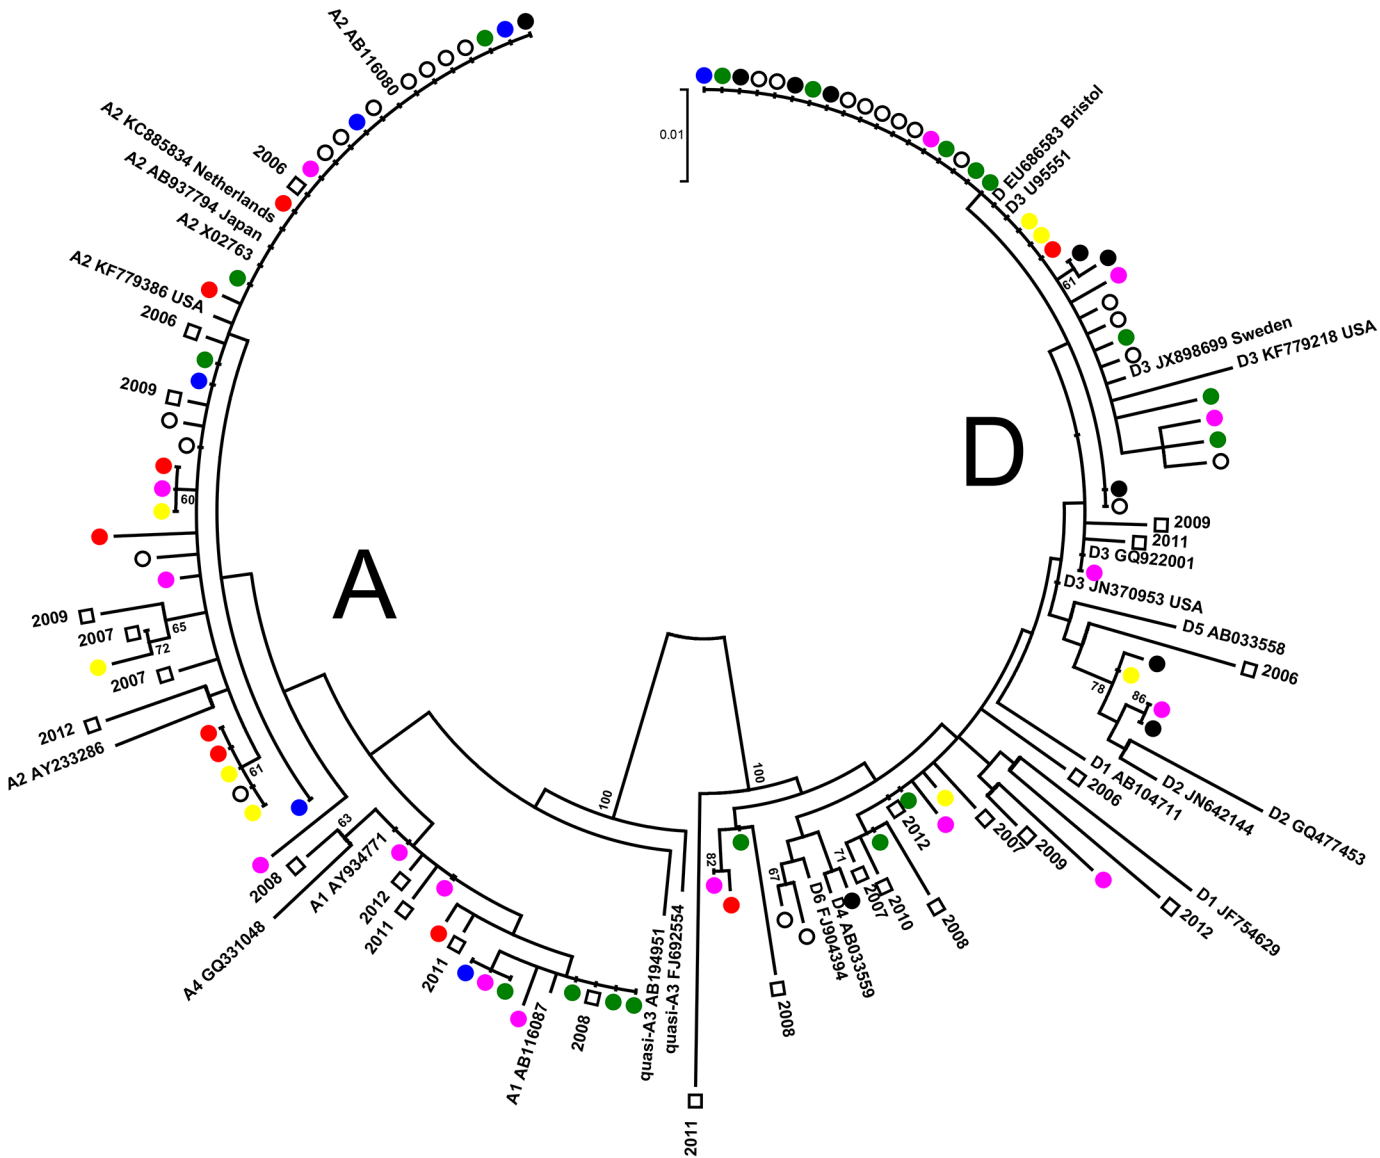 A2 AB116080
2006
A2 KC885834 Netherlands
A2 AB937794 Japan
A2 X02763
A2 KF779386 USA
2006
2009
60
2009
65
2007
72
2007
2012
A2 AY233286
61
A
63
2008
A4 GQ331048
A1 AY934771
2012
2011
2011
A1 AB116087
2008
quasi-A3 AB194951
quasi-A3 FJ692554
100
100
0.01
D EU686583 Bristol
D3 U95551
61
D3 JX898699 Sweden
D3 KF779218 USA
D
2009
2011
D3 GQ922001
D3 JN370953 USA
D5 AB033558
2006
78
86
D2 JN642144
D2 GQ477453
D1 AB104711
2006
D1 JF754629
2012
2009
2007
2012
2008
2010
2007
71
D4 AB033559
D6 FJ904394
67
2008
82
2011